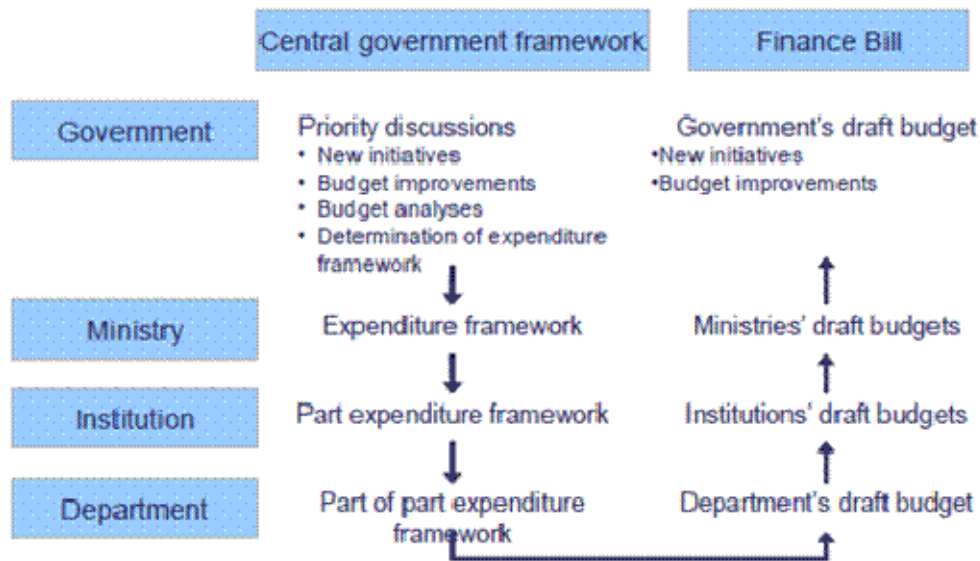 Central government framework
Finance Bill
Government
Priority discussions
• New initiatives
• Budget improvements
• Budget analyses
• Determination of expenditure
framework
Government's draft budget
•New initiatives
•Budget improvements
Ministry
Expenditure framework
Ministries' draft budgets
Institution
Part expenditure framework
Institutions' draft budgets
Department
Part of part expenditure
framework
Department's draft budget